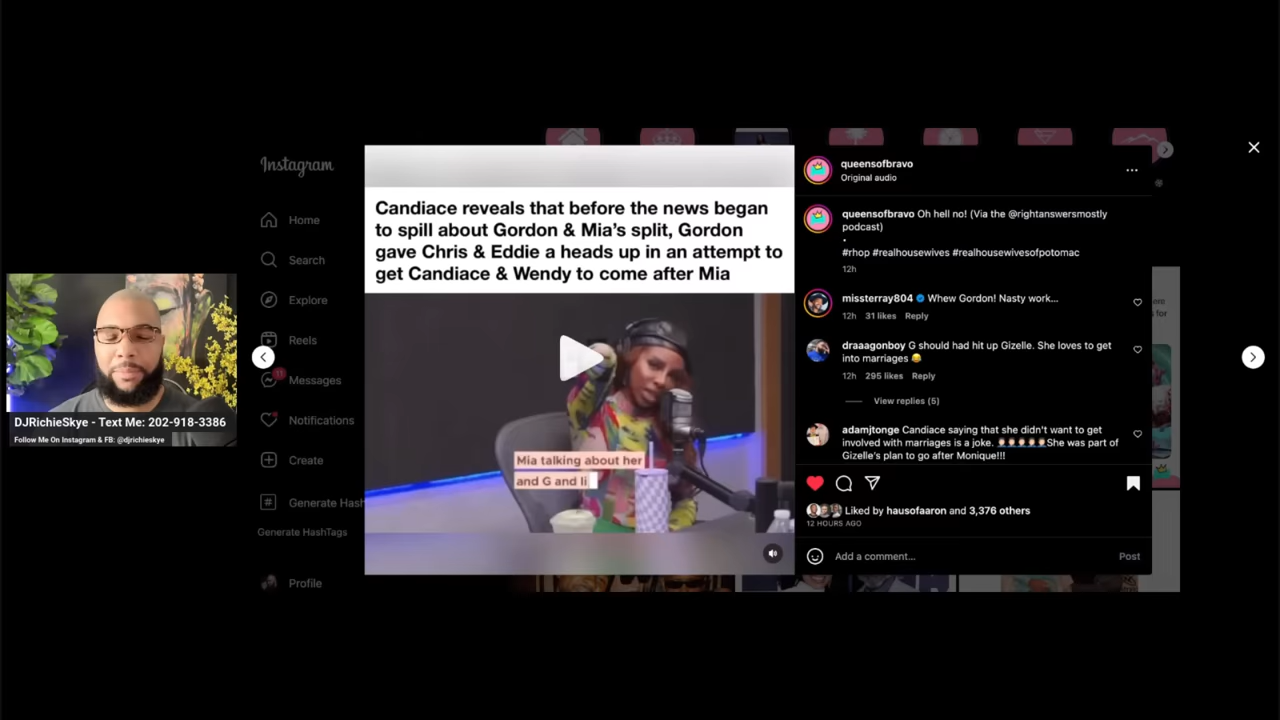 Instagram
Home
Search
Explore
Reels
11
Messages
Notifications
Create
Generate Hash
Generate HashTags
Profile
DJRichieSkye - Text Me: 202-918-3386
Follow Me On Instagram & FB: @djrichieskye
Candiace reveals that before the news began
to spill about Gordon & Mia's split, Gordon
gave Chris & Eddie a heads up in an attempt to
get Candiace & Wendy to come after Mia
Mia talking about her
and G and li
queensofbravo
Original audio
queensofbravo Oh hell no! (Via the @rightanswersmostly
podcast)
.
#rhop #realhousewives #realhousewivesofpotomac
12h
missterray804 Whew Gordon! Nasty work...
12h 31 likes Reply
draaagonboy G should had hit up Gizelle. She loves to get
into marriages 😂
12h 295 likes Reply
View replies (5)
adamjtonge Candiace saying that she didn't want to get
involved with marriages is a joke. 🤦🏻‍♂️🤦🏻‍♂️🤦🏻‍♂️🤦🏻‍♂️🤦🏻‍♂️She was part of
Gizelle's plan to go after Monique!!!
Liked by hausofaaron and 3,376 others
12 HOURS AGO
Add a comment...
Post